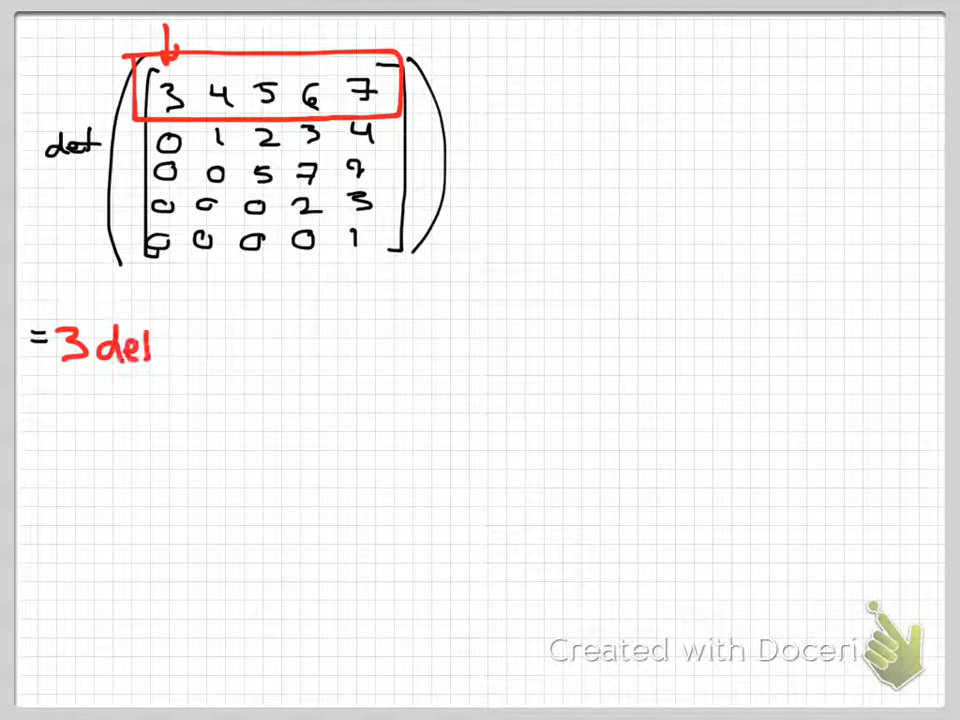 3 4 5 6 7
det 0 1 2 3 4
0 0 5 7
0 0 0 2 3
0 0 0 0 1
= 3 det
Created with Doceri